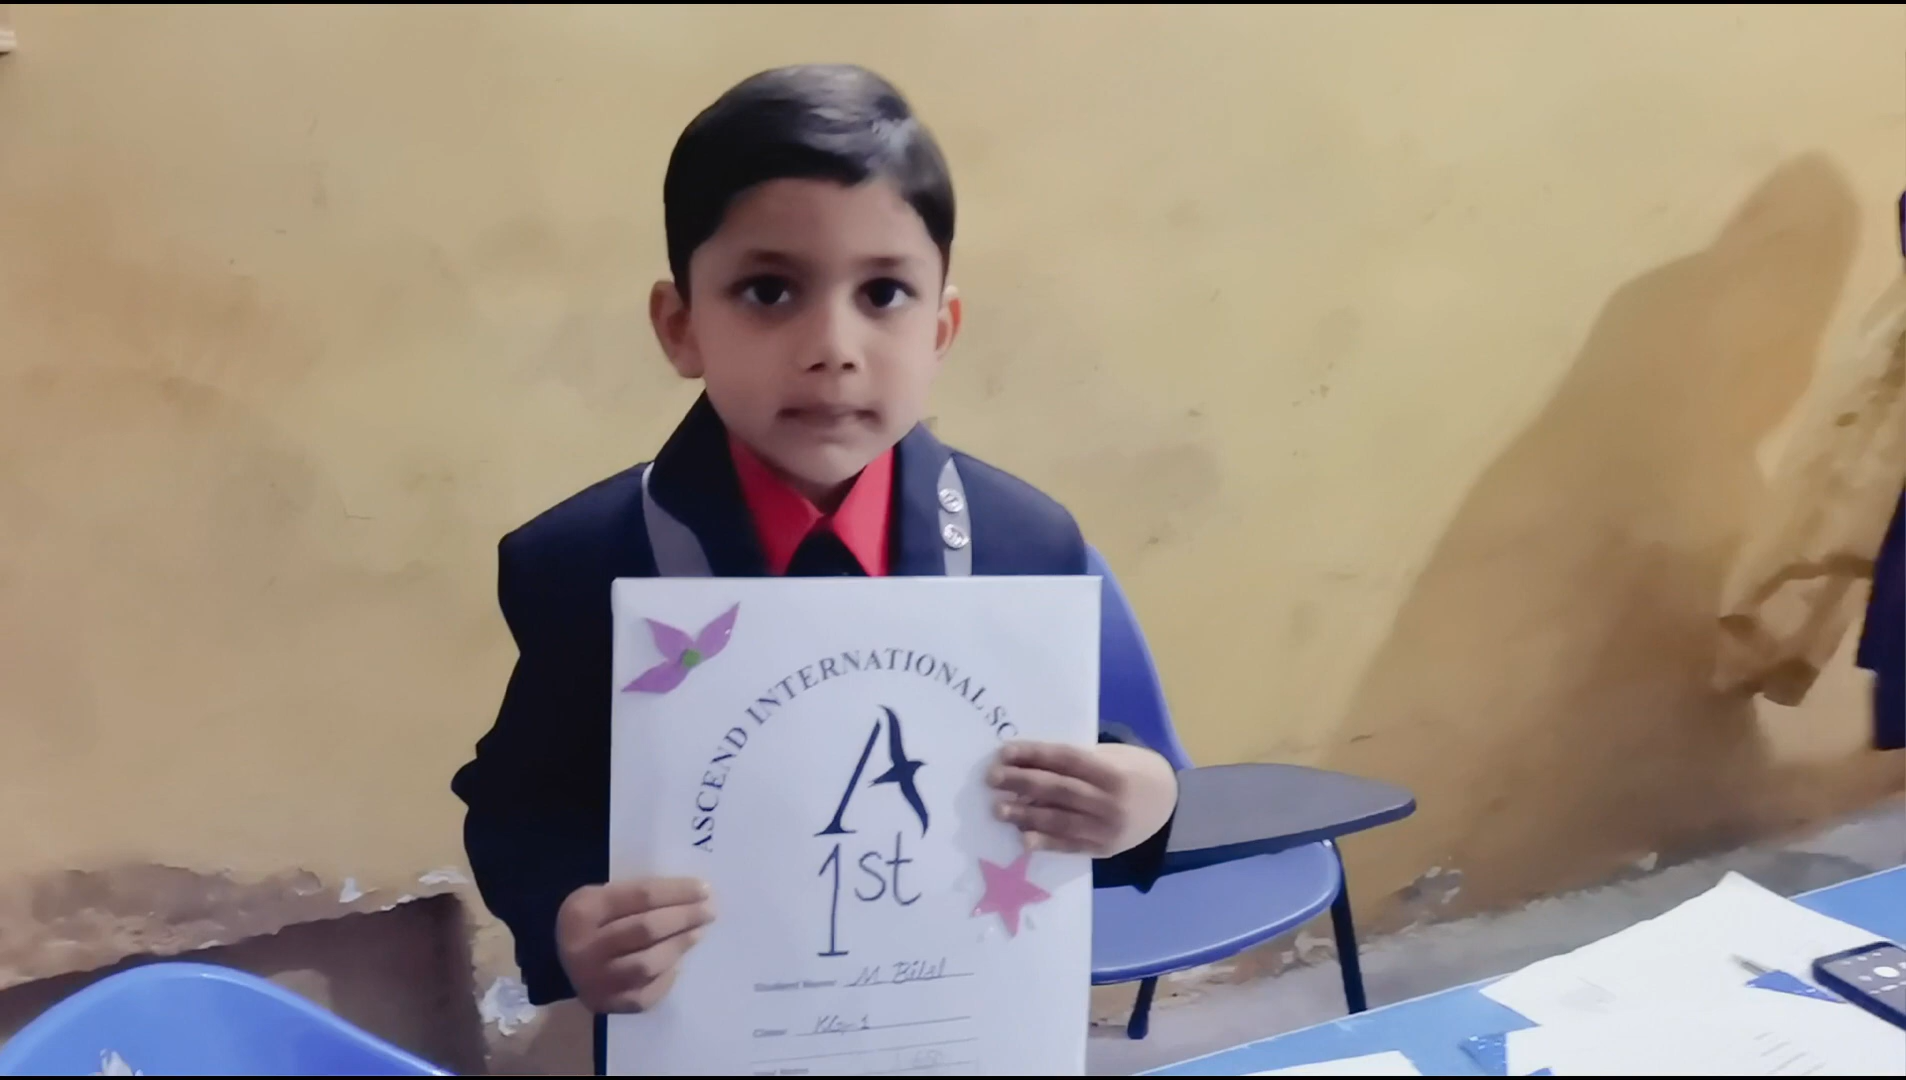 ASCEND INTERNATIONAL SC
A
1st
Student Name: M Bilal
Class: